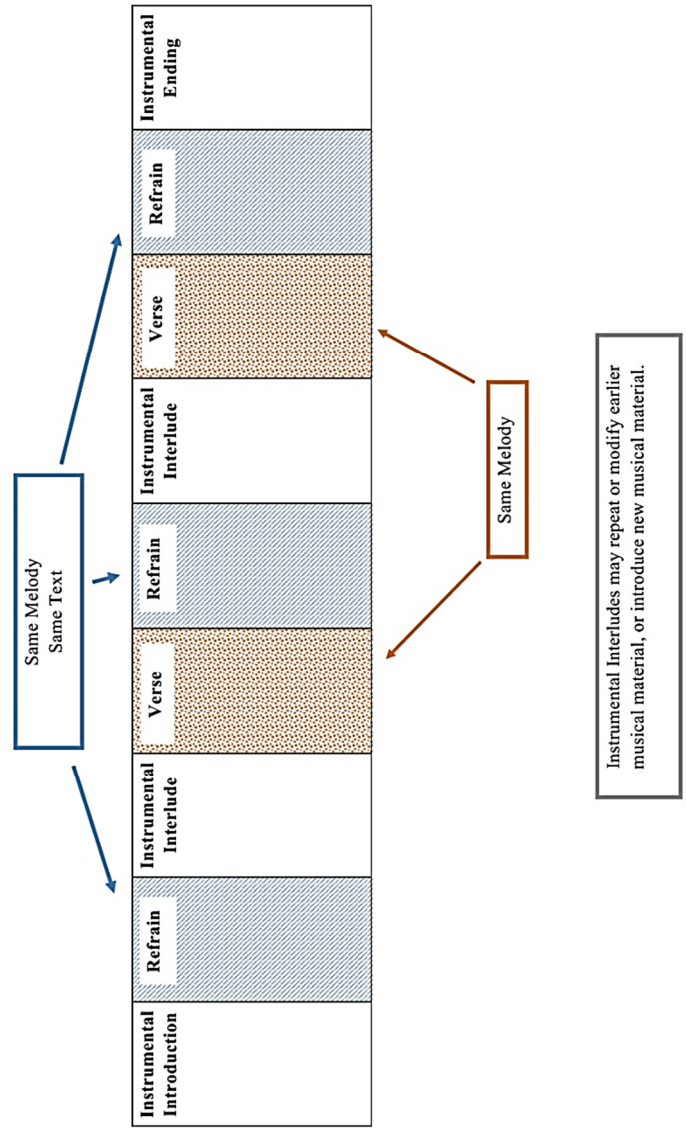 Same Melody
Same Text
Instrumental
Introduction
Refrain
Instrumental
Interlude
Verse
Refrain
Instrumental
Interlude
Verse
Refrain
Instrumental
Ending
Same Melody
Instrumental Interludes may repeat or modify earlier
musical material, or introduce new musical material.